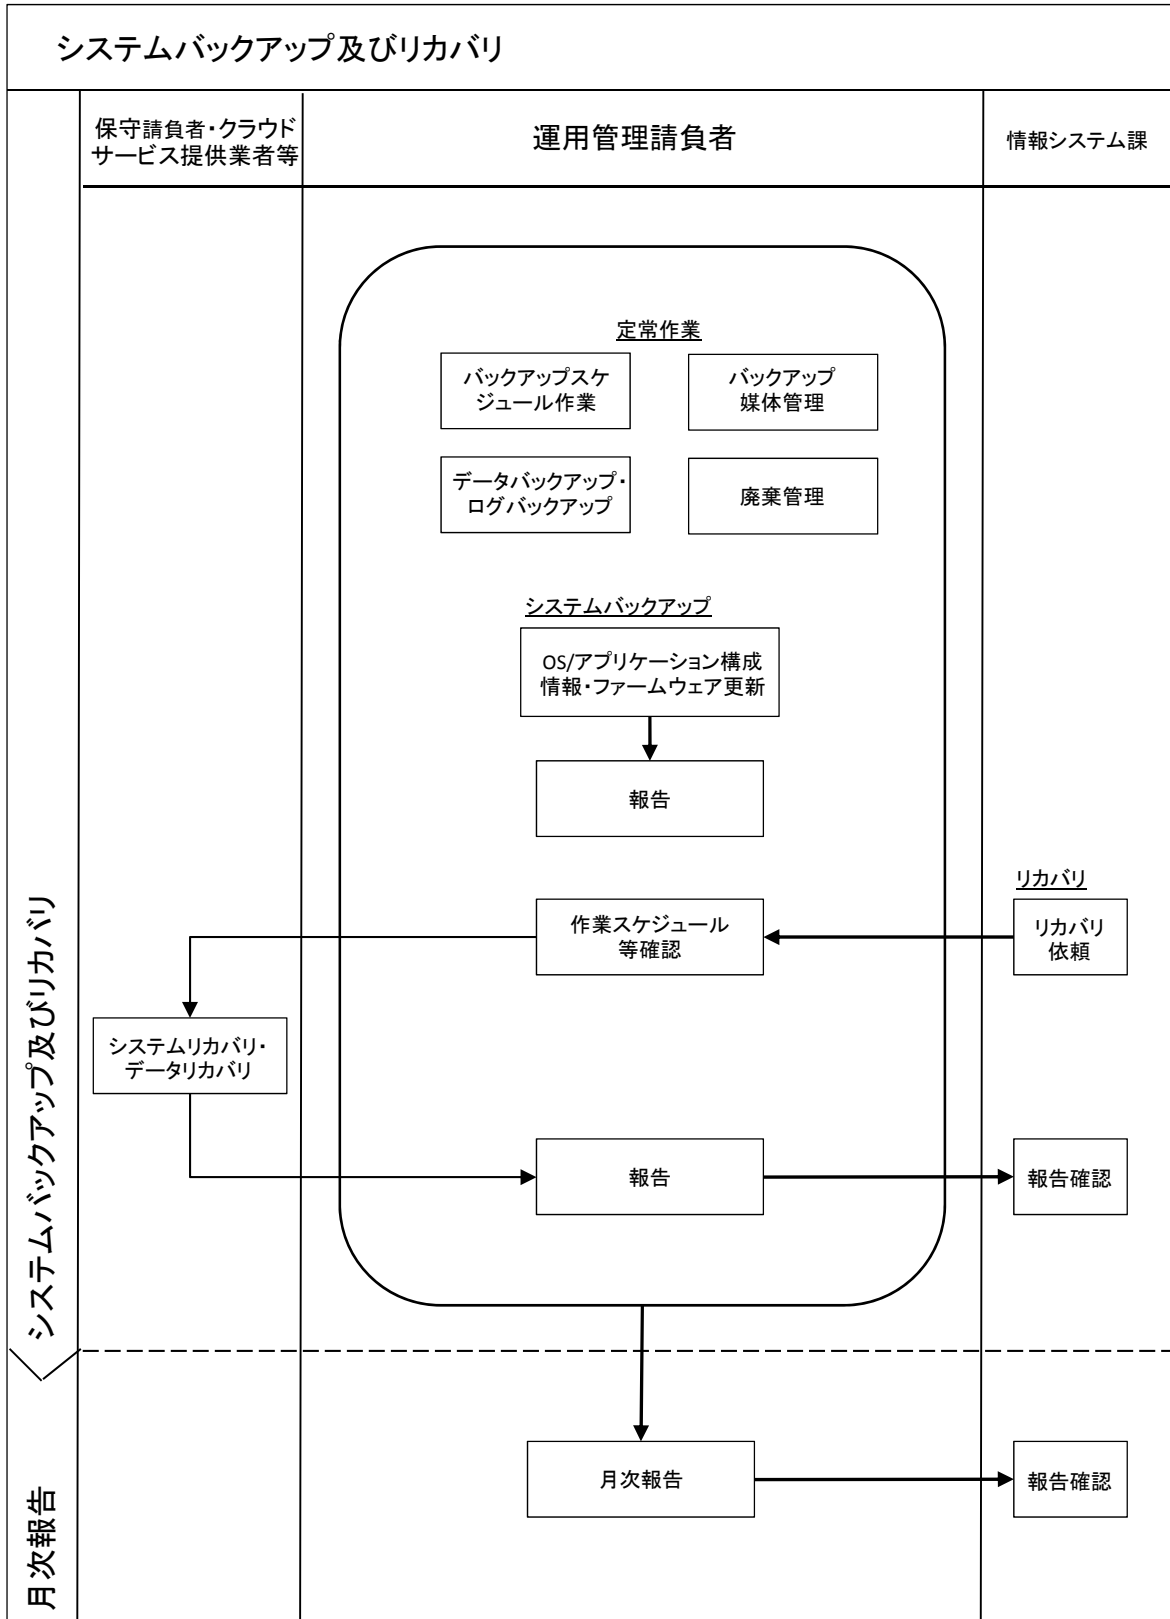 システムバックアップ及びリカバリ
保守請負者・クラウド
サービス提供業者等
運用管理請負者
情報システム課
定常作業
バックアップスケ
ジュール作業
バックアップ
媒体管理
データバックアップ・
ログバックアップ
廃棄管理
システムバックアップ
OS/アプリケーション構成
情報・ファームウェア更新
報告
リカバリ
作業スケジュール
等確認
リカバリ
依頼
システムリカバリ・
データリカバリ
報告
報告確認
システムバックアップ及びリカバリ
月次報告
報告確認
月次報告